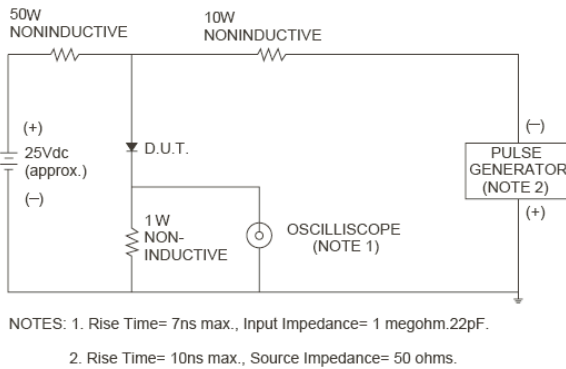 50W
NONINDUCTIVE
10W
NONINDUCTIVE
(+)
25Vdc
(approx.)
(–)
D.U.T.
1W
NON-
INDUCTIVE
OSCILLISCOPE
(NOTE 1)
(–)
PULSE
GENERATOR
(NOTE 2)
(+)
NOTES: 1. Rise Time= 7ns max., Input Impedance= 1 megohm.22pF.
2. Rise Time= 10ns max., Source Impedance= 50 ohms.